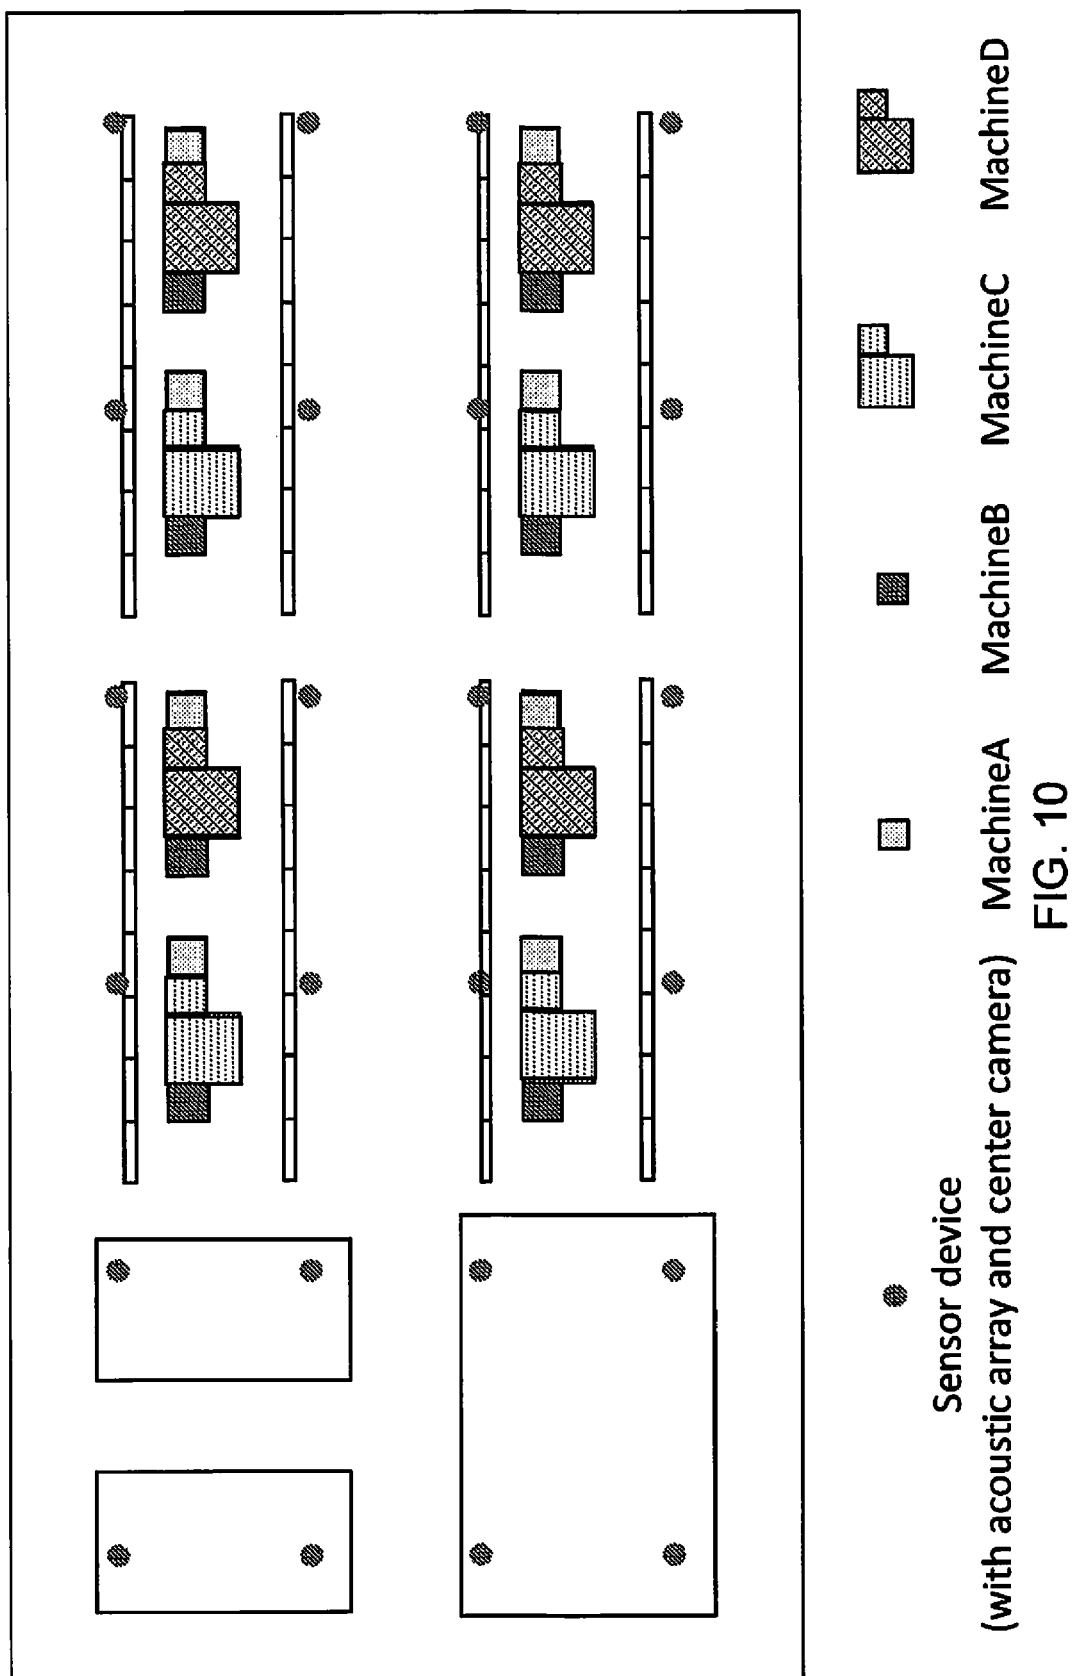 Sensor device
(with acoustic array and center camera)
MachineA
MachineB
MachineC
MachineD
FIG. 10